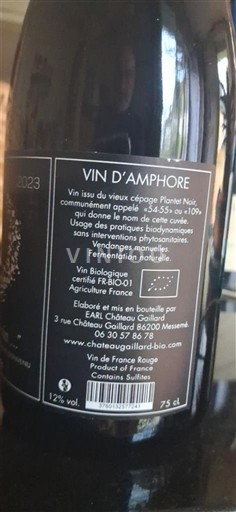 2023
VIN D'AMPHORE
Vin issu du vieux cépage Plantet Noir,
communément appelé «54-55» ou «109»
qui donne le nom de cette cuvée.
Usage des pratiques biodynamiques
sans interventions phytosanitaires.
Vendanges manuelles.
Fermentation naturelle.
Vin Biologique
certifié FR-BIO-01
Agriculture France
Elaboré et mis en bouteille par
EARL Château Gaillard
3 rue Château Gaillard 86200 Messemé.
06 30 57 86 78
www.chateaugaillard-bio.com
Vin de France Rouge
Product of France
Contains Sulfites
12% vol.
75 cl